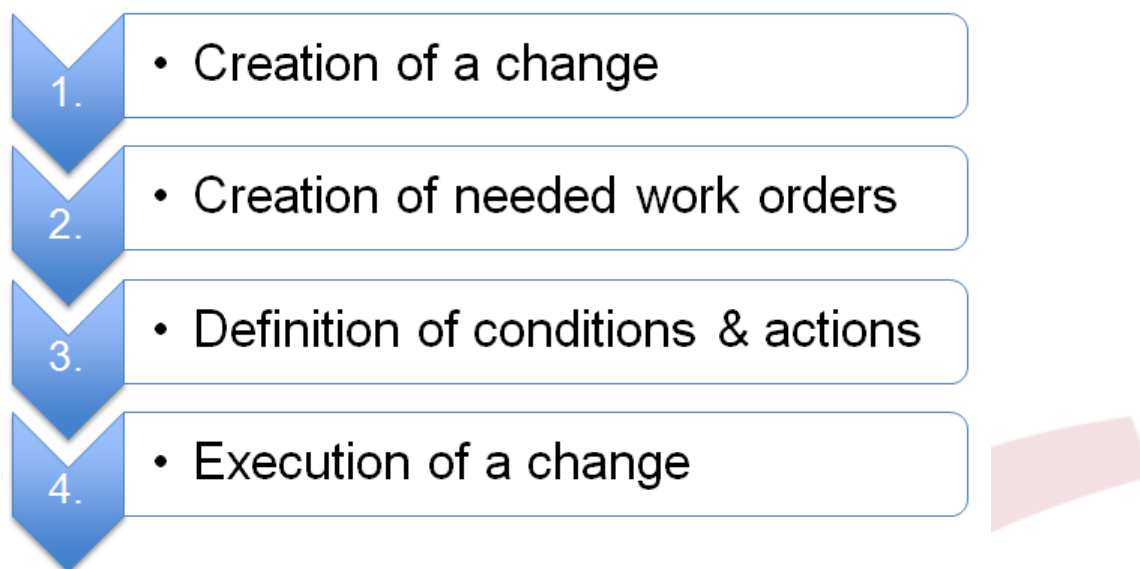 1. • Creation of a change
2. • Creation of needed work orders
3. • Definition of conditions & actions
4. • Execution of a change